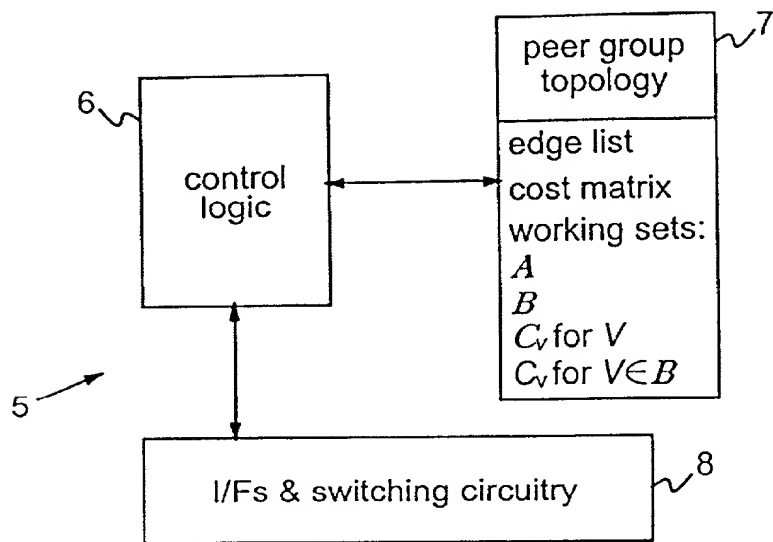 7
peer group
topology
6
control
logic
edge list
cost matrix
working sets:
A
B
Cv for V
Cv for V∈B
5
8
I/Fs & switching circuitry